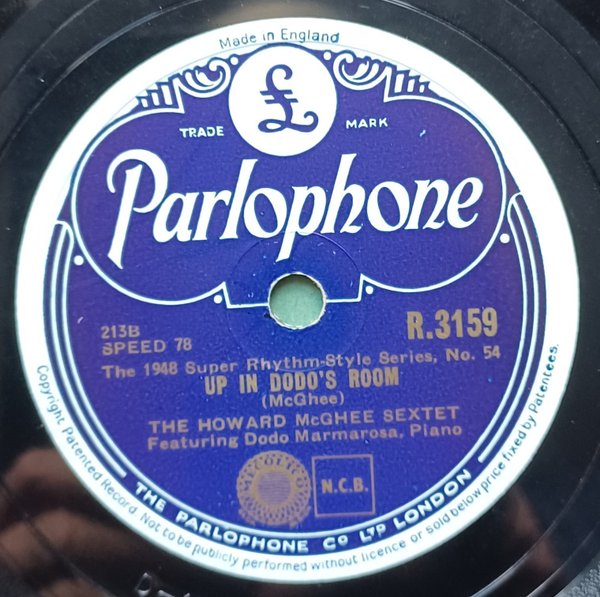 Made in England
£
TRADE MARK
Parlophone
213B
SPEED 78
R.3159
The 1948 Super Rhythm-Style Series, No. 54
UP IN DODO'S ROOM
(McGhee)
THE HOWARD McGHEE SEXTET
Featuring Dodo Marmarosa, Piano
N.C.B.
THE PARLOPHONE CO LTD LONDON
Copyright. Patented Record. Not to be publicly performed without licence or sold below price fixed by Patentees.